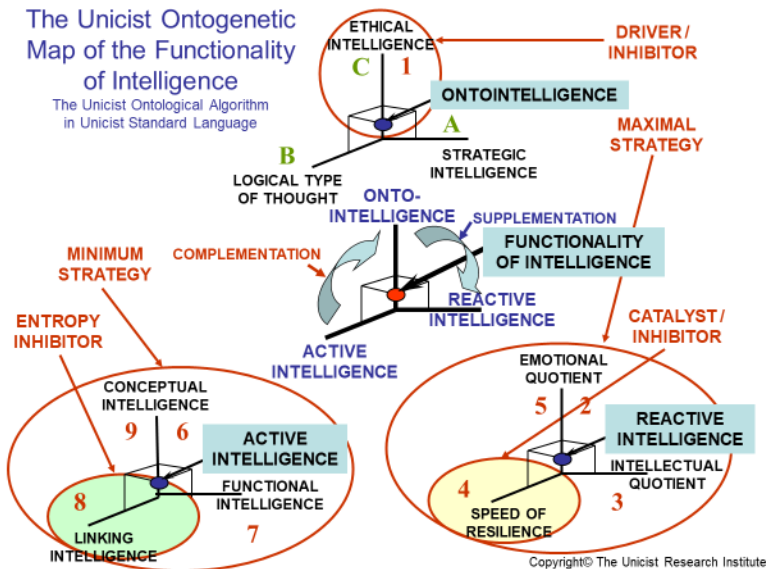 The Unicist Ontogenetic
Map of the Functionality
of Intelligence
The Unicist Ontological Algorithm
in Unicist Standard Language
ETHICAL
INTELLIGENCE
C 1
DRIVER /
INHIBITOR
ONTOINTELLIGENCE
A
B
STRATEGIC
INTELLIGENCE
LOGICAL TYPE
OF THOUGHT
MAXIMAL
STRATEGY
ONTO-
INTELLIGENCE
SUPPLEMENTATION
COMPLEMENTATION
FUNCTIONALITY
OF INTELLIGENCE
REACTIVE
INTELLIGENCE
ACTIVE
INTELLIGENCE
MINIMUM
STRATEGY
ENTROPY
INHIBITOR
CATALYST /
INHIBITOR
CONCEPTUAL
INTELLIGENCE
9 6
ACTIVE
INTELLIGENCE
FUNCTIONAL
INTELLIGENCE
8
7
LINKING
INTELLIGENCE
EMOTIONAL
QUOTIENT
5 2
REACTIVE
INTELLIGENCE
INTELLECTUAL
QUOTIENT
4
3
SPEED OF
RESILIENCE
Copyright© The Unicist Research Institute